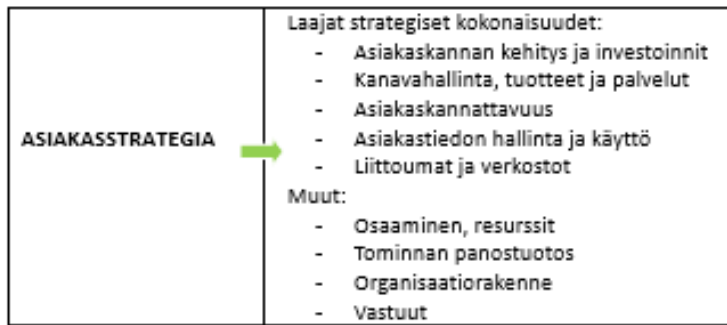 ASIAKASSTRATEGIA
Laajat strategiset kokonaisuudet:
- Asiakaskannan kehitys ja investoinnit
- Kanavahallinta, tuotteet ja palvelut
- Asiakaskannattavuus
- Asiakastiedon hallinta ja käyttö
- Liittoumat ja verkostot
Muut:
- Osaaminen, resurssit
- Tominnan panostuotos
- Organisaatiorakenne
- Vastuut